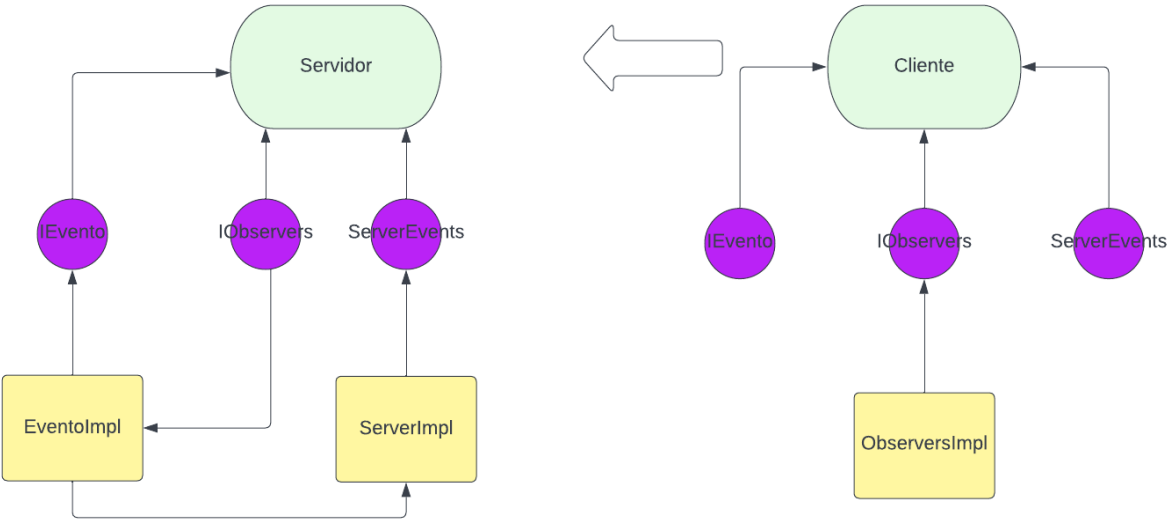 Servidor
Cliente
IEvento
IObservers
ServerEvents
IEvento
IObservers
ServerEvents
EventoImpl
ServerImpl
ObserversImpl